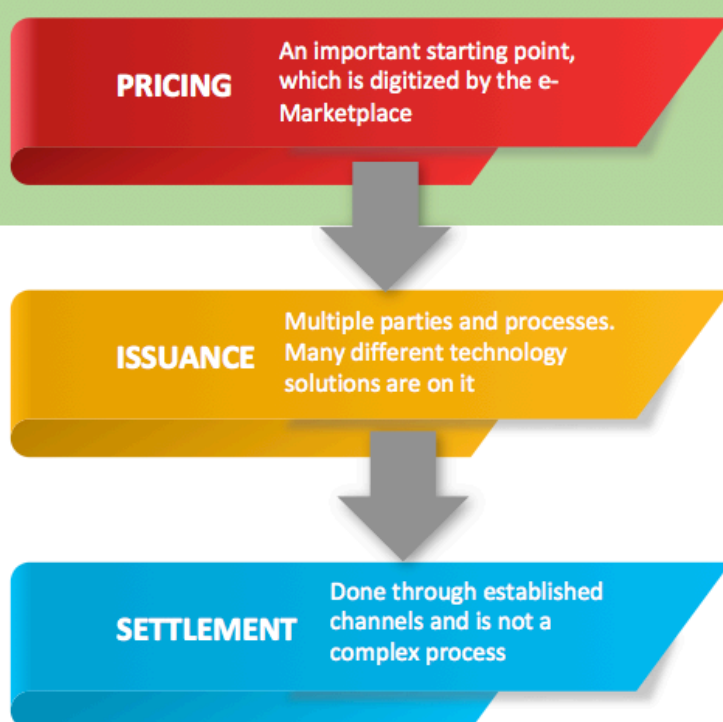 PRICING
An important starting point,
which is digitized by the e-
Marketplace
ISSUANCE
Multiple parties and processes.
Many different technology
solutions are on it
SETTLEMENT
Done through established
channels and is not a
complex process